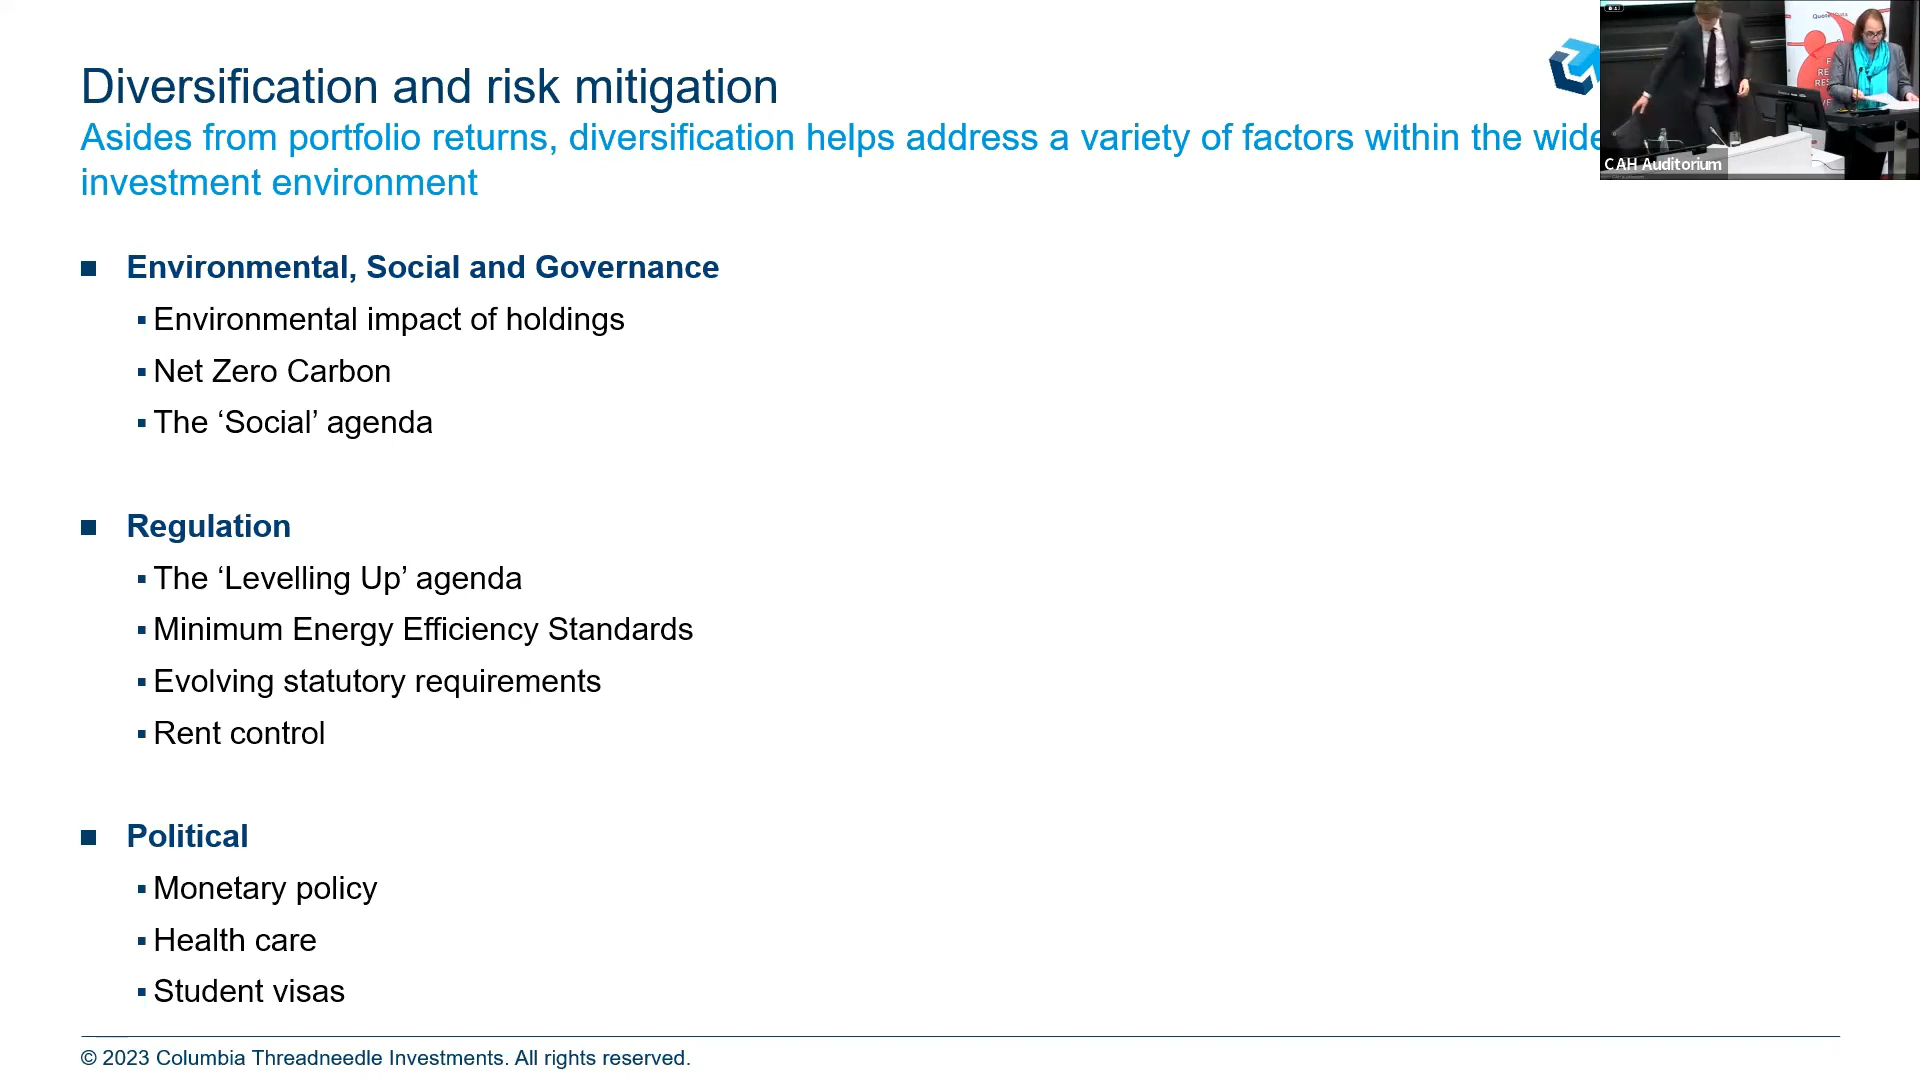 Diversification and risk mitigation
Asides from portfolio returns, diversification helps address a variety of factors within the wide
investment environment
■ Environmental, Social and Governance
▪ Environmental impact of holdings
▪ Net Zero Carbon
▪ The ‘Social’ agenda
■ Regulation
▪ The ‘Levelling Up’ agenda
▪ Minimum Energy Efficiency Standards
▪ Evolving statutory requirements
▪ Rent control
■ Political
▪ Monetary policy
▪ Health care
▪ Student visas
© 2023 Columbia Threadneedle Investments. All rights reserved.
CAH Auditorium